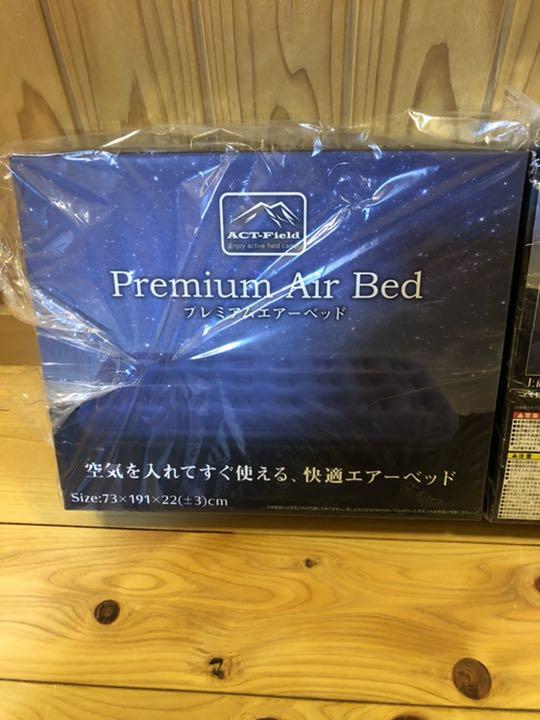 ACT-Field
Enjoy active field camp
Premium Air Bed
プレミアムエアーベッド
空気を入れてすぐ使える、快適エアーベッド
Size:73×191×22(±3)cm
注意